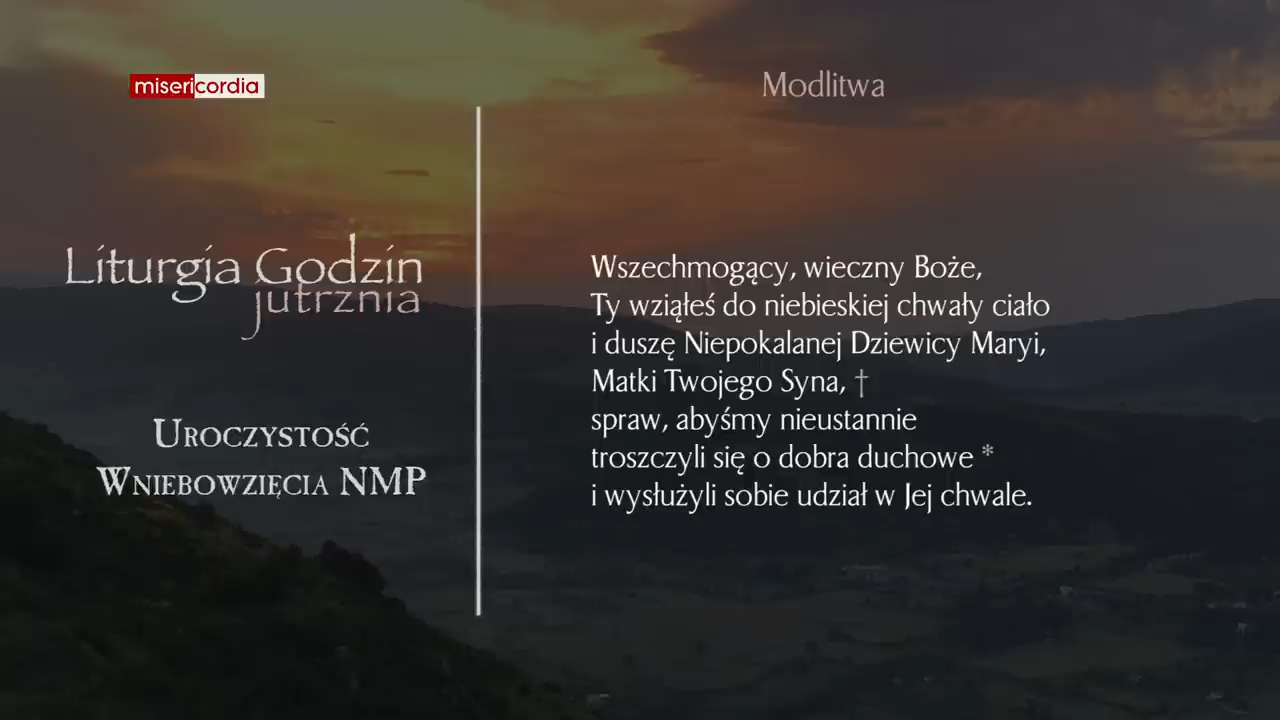 misericordia
Modlitwa
Liturgia Godzin
jutrznia
Uroczystość
Wniebowzięcia NMP
Wszechmogący, wieczny Boże,
Ty wziąłeś do niebieskiej chwały ciało
i duszę Niepokalanej Dziewicy Maryi,
Matki Twojego Syna, †
spraw, abyśmy nieustannie
troszczyli się o dobra duchowe *
i wysłużyli sobie udział w Jej chwale.